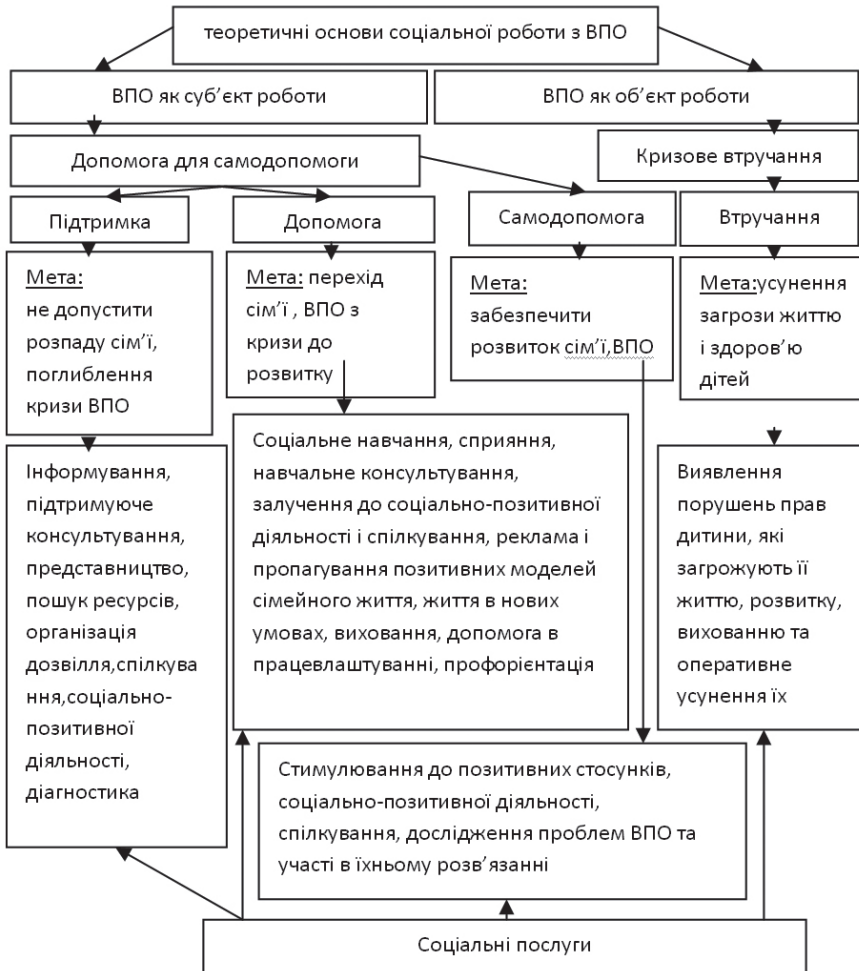 теоретичні основи соціальної роботи з ВПО
ВПО як суб’єкт роботи
ВПО як об’єкт роботи
Допомога для самодопомоги
Кризове втручання
Підтримка
Допомога
Самодопомога
Втручання
Мета:
не допустити
розпаду сім’ї,
поглиблення
кризи ВПО
Мета: перехід
сім’ї , ВПО з
кризи до
розвитку
Мета:
забезпечити
розвиток сім’ї,ВПО
Мета:усунення
загрози життю
і здоров’ю
дітей
Інформування,
підтримуюче
консультування,
представництво,
пошук ресурсів,
організація
дозвілля,спілкува
ння,соціально-
позитивної
діяльності,
діагностика
Соціальне навчання, сприяння,
навчальне консультування,
залучення до соціально-позитивної
діяльності і спілкування, реклама і
пропагування позитивних моделей
сімейного життя, життя в нових
умовах, виховання, допомога в
працевлаштуванні, профорієнтація
Виявлення
порушень прав
дитини, які
загрожують її
життю, розвитку,
вихованню та
оперативне
усунення їх
Стимулювання до позитивних стосунків,
соціально-позитивної діяльності,
спілкування, дослідження проблем ВПО та
участі в їхньому розв’язанні
Соціальні послуги